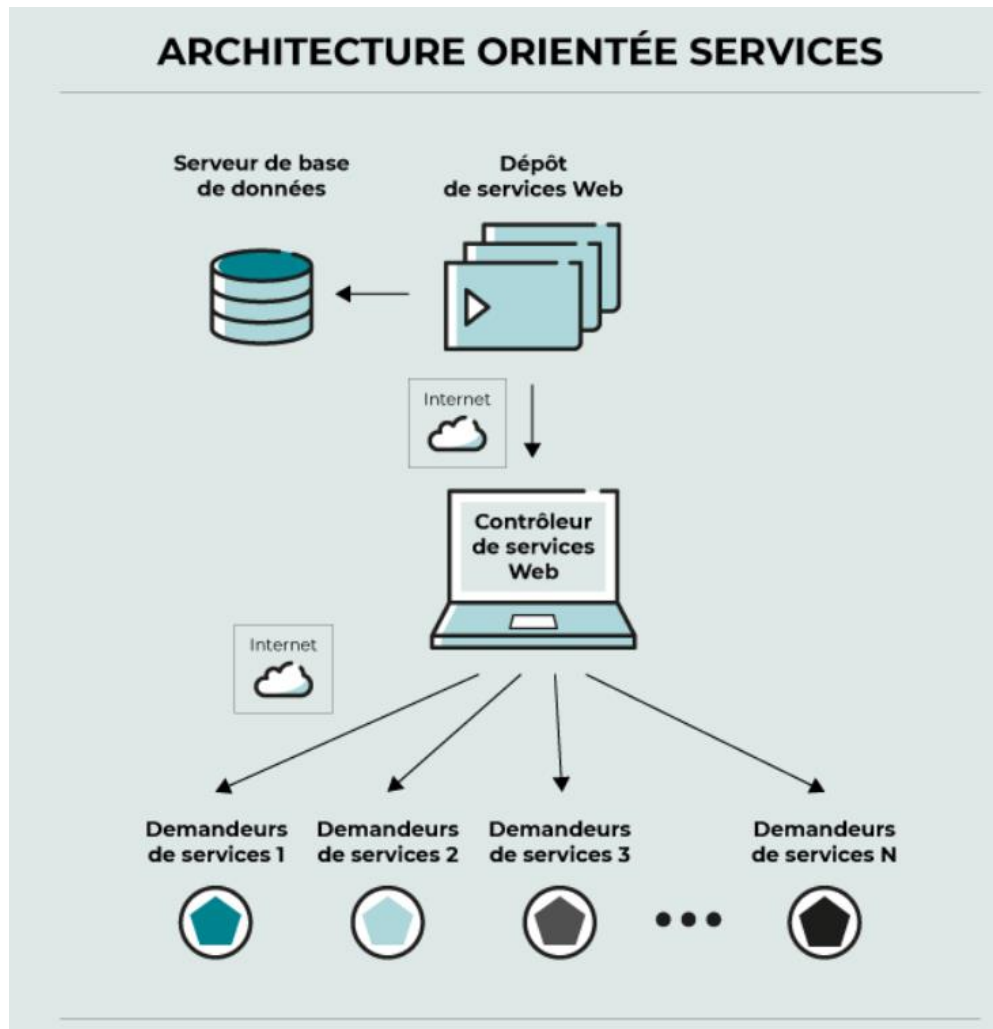 ARCHITECTURE ORIENTÉE SERVICES
Serveur de base
de données
Dépôt
de services Web
Internet
Contrôleur
de services
Web
Internet
Demandeurs
de services 1
Demandeurs
de services 2
Demandeurs
de services 3
Demandeurs
de services N